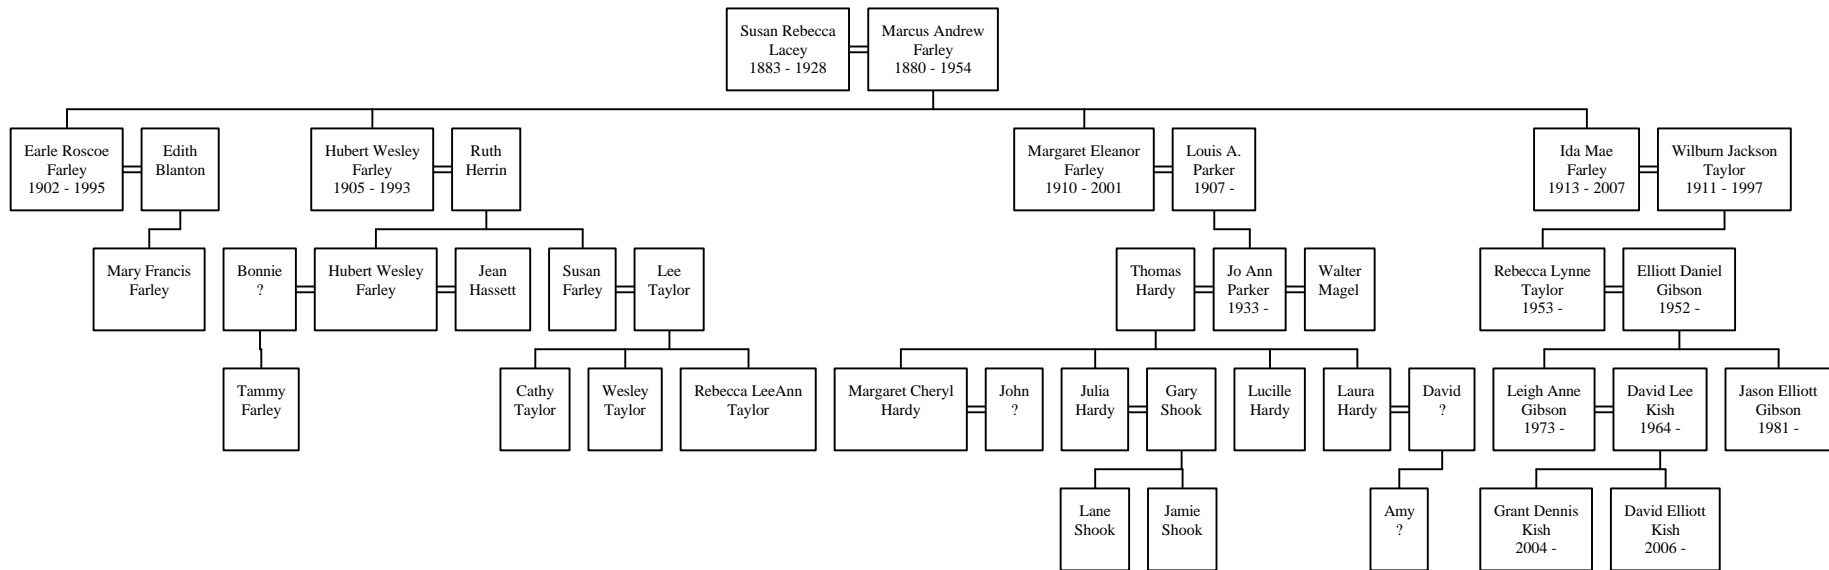 Susan Rebecca
Lacey
1883 - 1928
Marcus Andrew
Farley
1880 - 1954
Earle Roscoe
Farley
1902 - 1995
Edith
Blanton
Hubert Wesley
Farley
1905 - 1993
Ruth
Herrin
Margaret Eleanor
Farley
1910 - 2001
Louis A.
Parker
1907 -
Ida Mae
Farley
1913 - 2007
Wilburn Jackson
Taylor
1911 - 1997
Mary Francis
Farley
Bonnie
?
Hubert Wesley
Farley
Jean
Hassett
Susan
Farley
Lee
Taylor
Thomas
Hardy
Jo Ann
Parker
1933 -
Walter
Magel
Rebecca Lynne
Taylor
1953 -
Elliott Daniel
Gibson
1952 -
Tammy
Farley
Cathy
Taylor
Wesley
Taylor
Rebecca LeeAnn
Taylor
Margaret Cheryl
Hardy
John
?
Julia
Hardy
Gary
Shook
Lucille
Hardy
Laura
Hardy
David
?
Leigh Anne
Gibson
1973 -
David Lee
Kish
1964 -
Jason Elliott
Gibson
1981 -
Lane
Shook
Jamie
Shook
Amy
?
Grant Dennis
Kish
2004 -
David Elliott
Kish
2006 -